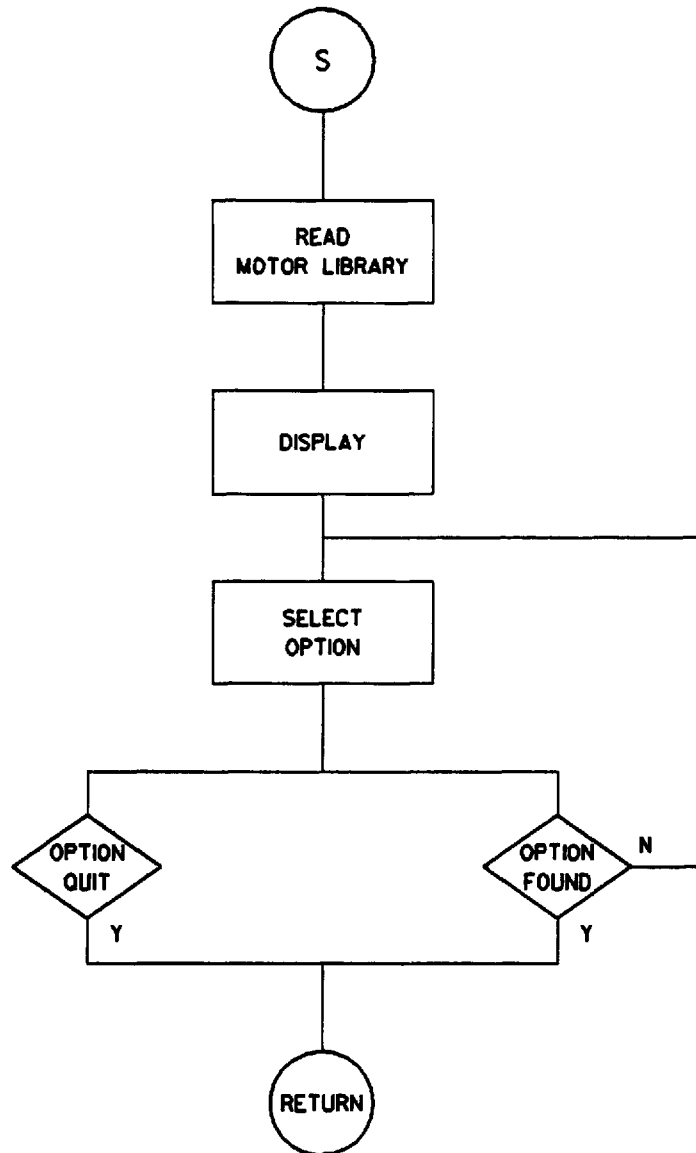 S
READ
MOTOR LIBRARY
DISPLAY
SELECT
OPTION
OPTION
QUIT
Y
OPTION
FOUND
N
Y
RETURN